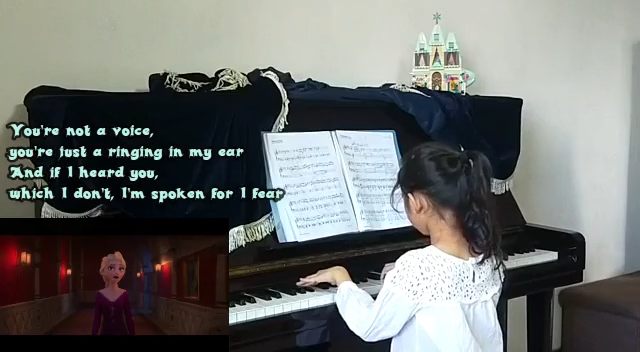 You're not a voice,
you're just a ringing in my ear
And if I heard you,
which I don't, I'm spoken for I fear